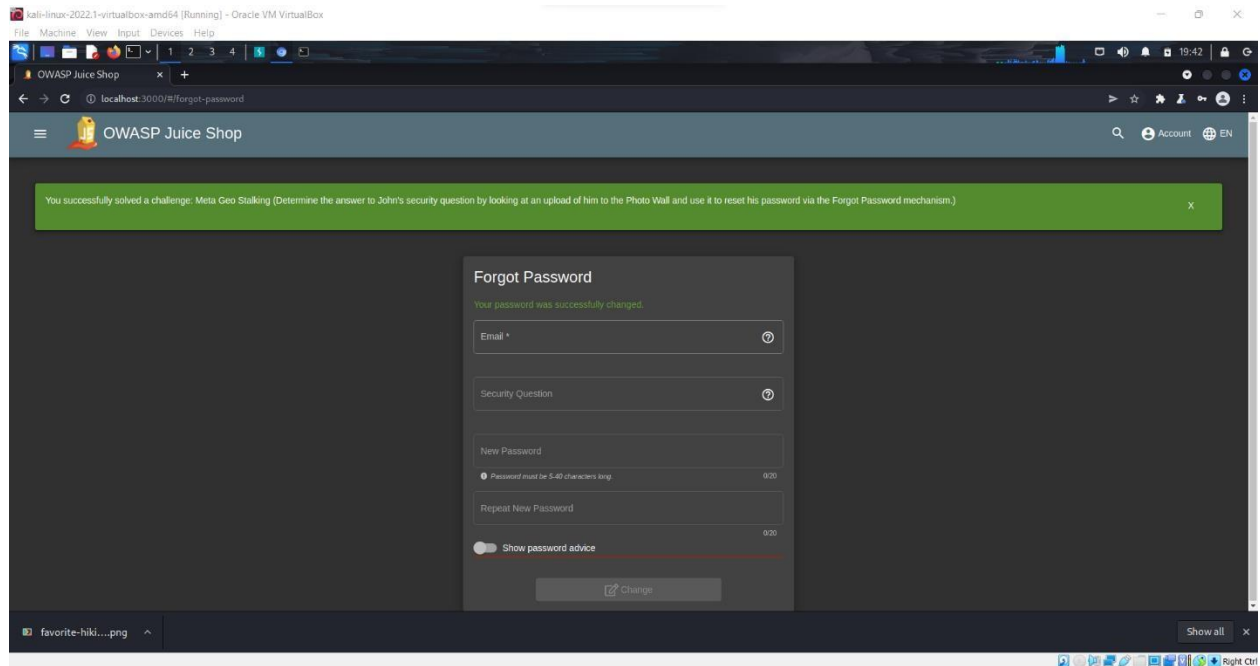 kali-linux-2022.1-virtualbox-amd64 [Running] - Oracle VM VirtualBox
File Machine View Input Devices Help
1 2 3 4 19:42
OWASP Juice Shop
localhost:3000/#/forgot-password
OWASP Juice Shop Account EN
You successfully solved a challenge: Meta Geo Stalking (Determine the answer to John's security question by looking at an upload of him to the Photo Wall and use it to reset his password via the Forgot Password mechanism.) X
Forgot Password
Your password was successfully changed.
Email *
Security Question
New Password
Password must be 5-40 characters long. 0/20
Repeat New Password
0/20
Show password advice
Change
favorite-hiki....png Show all
Right Ctrl